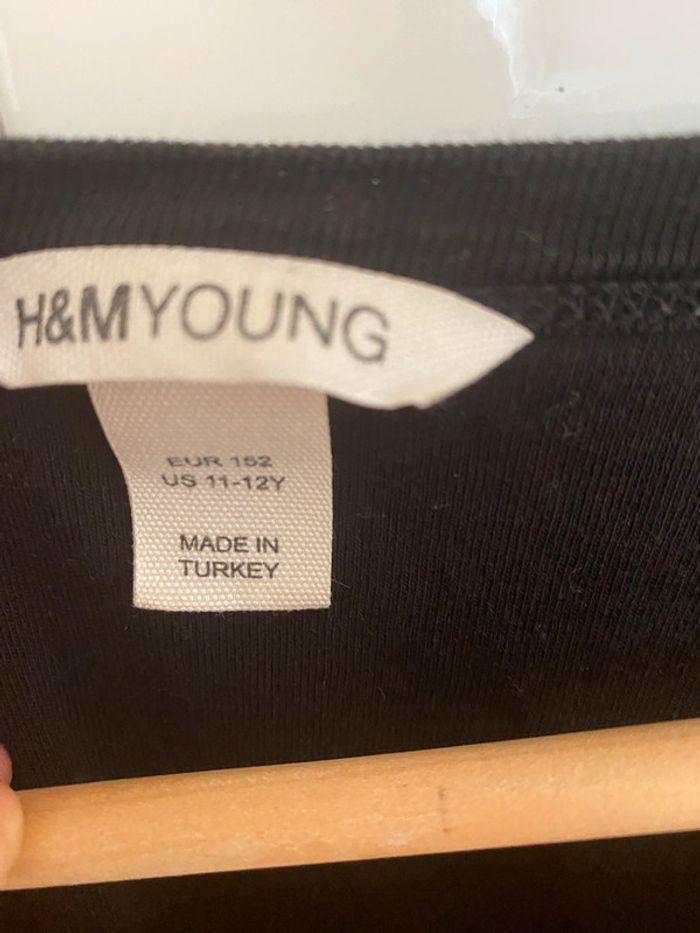 H&MYOUNG
EUR 152
US 11-12Y
MADE IN
TURKEY